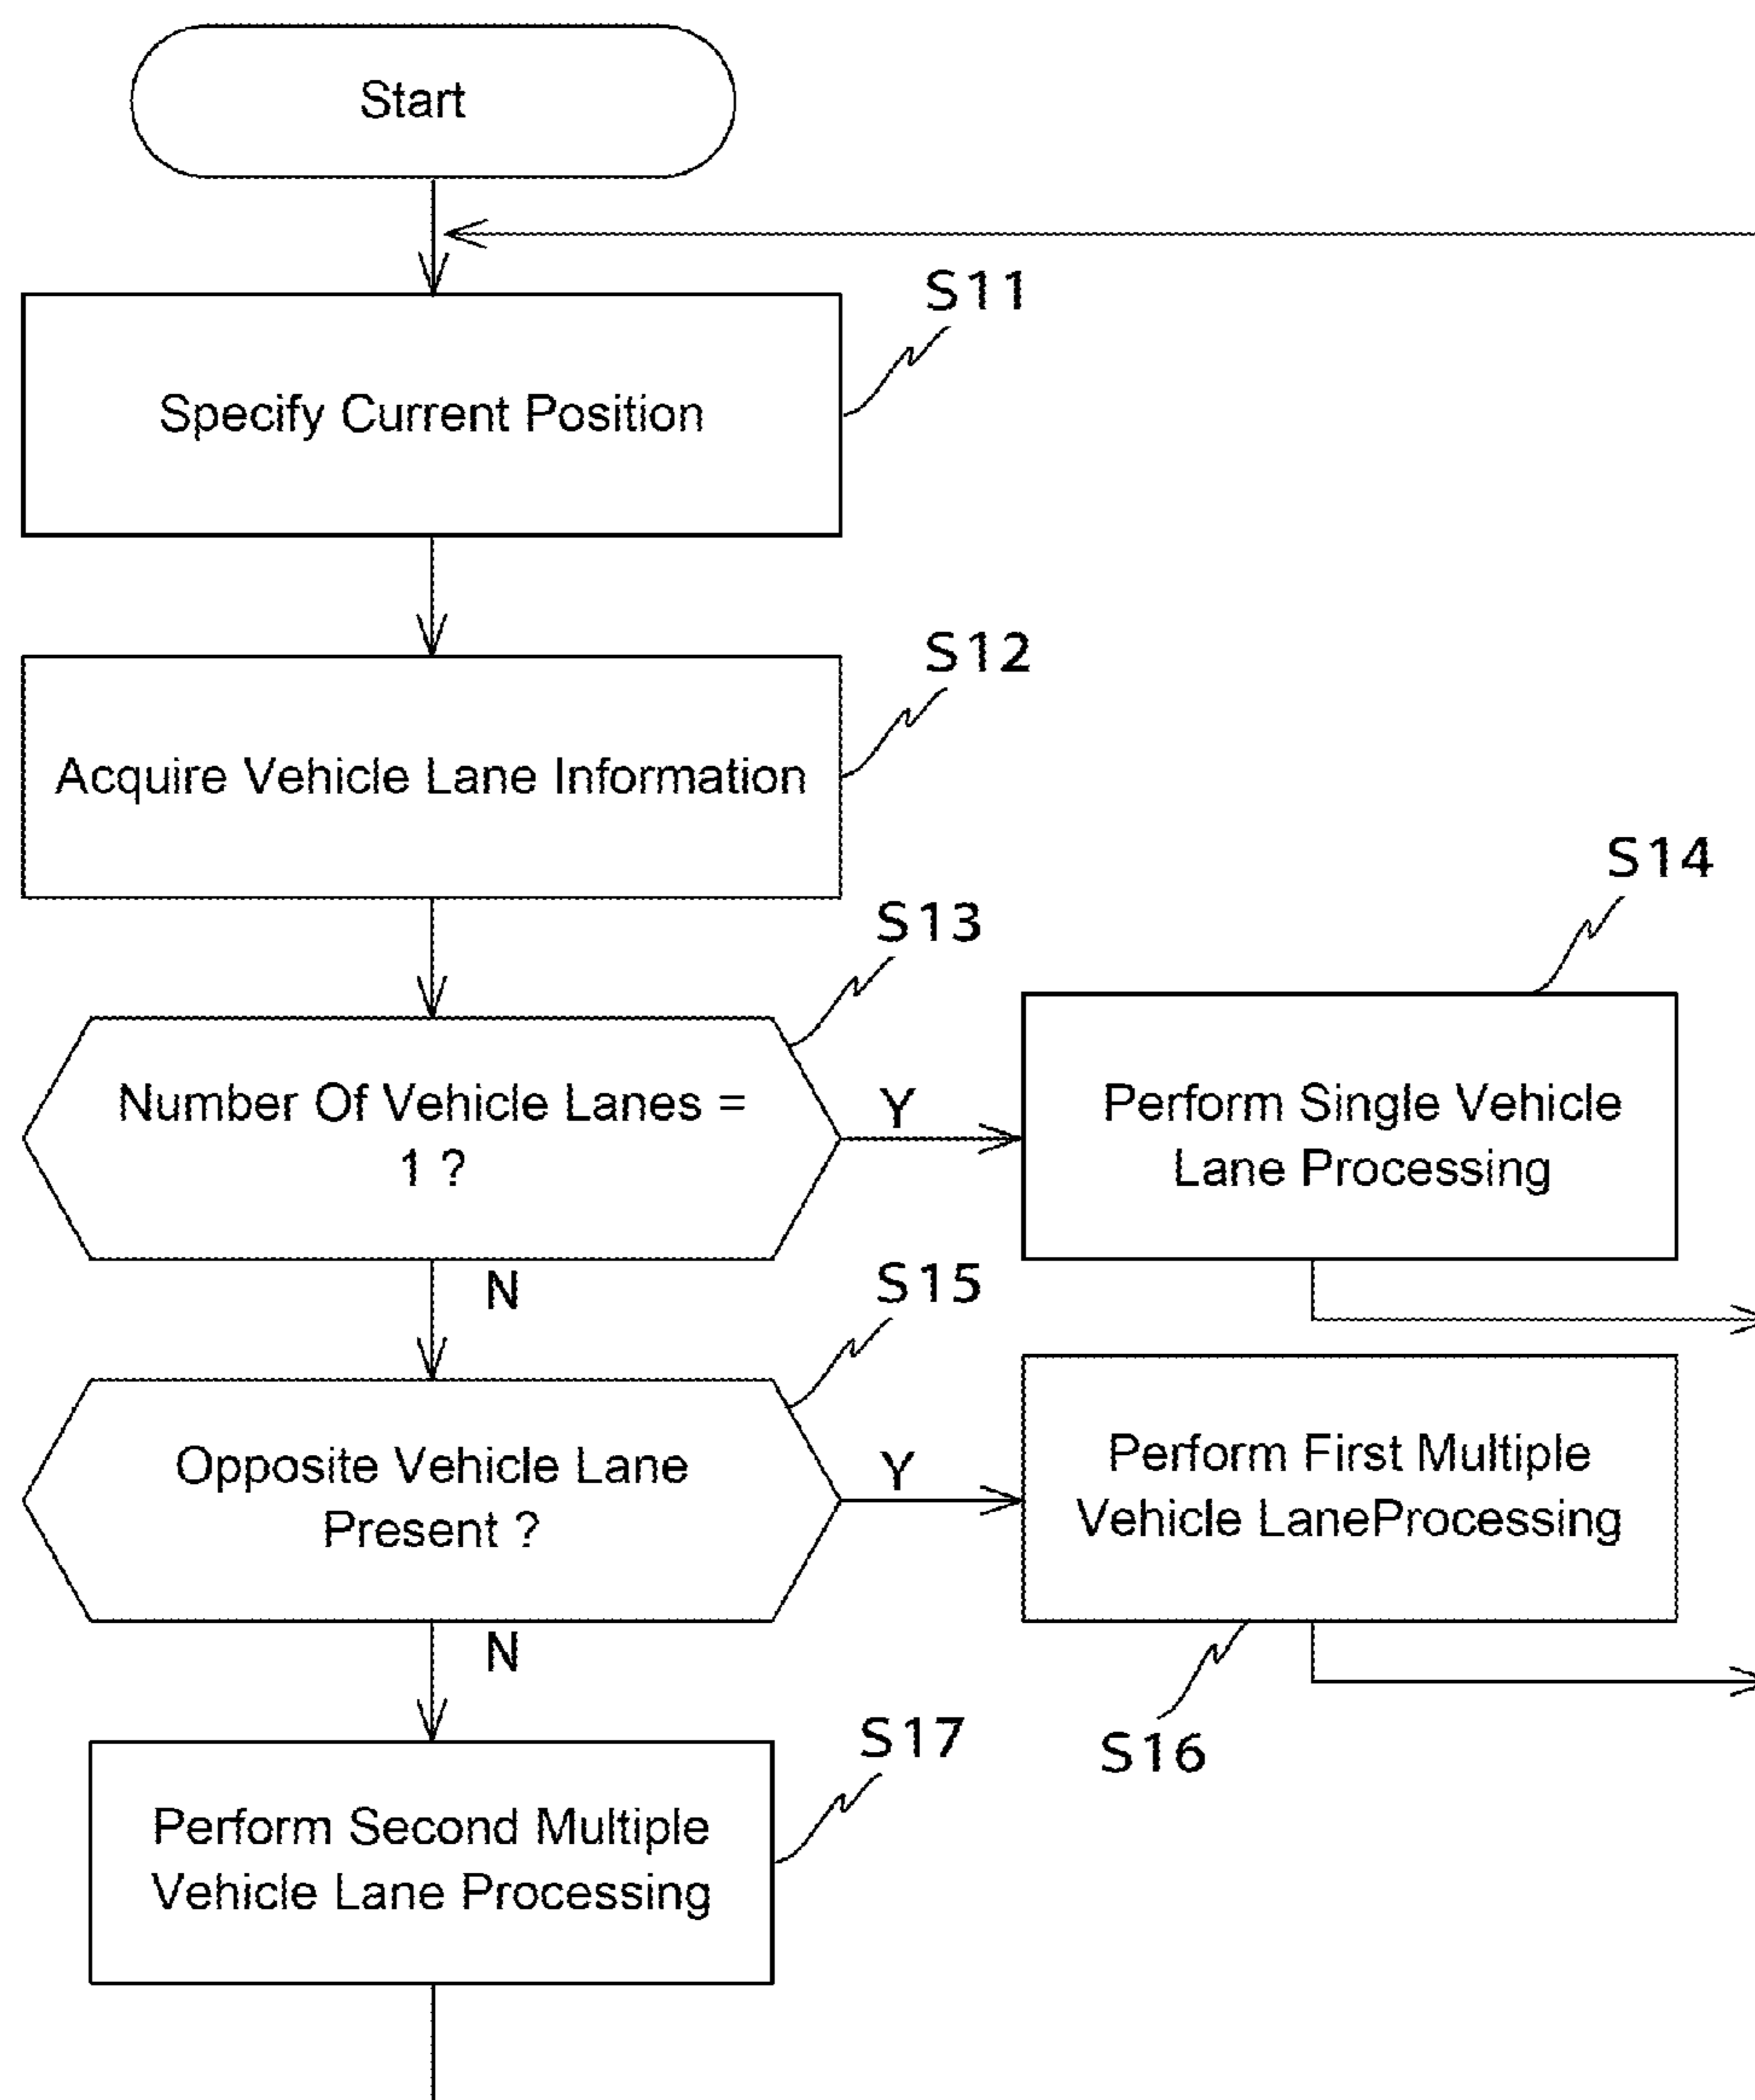 Start
S11
Specify Current Position
S12
Acquire Vehicle Lane Information
S13
S14
Number Of Vehicle Lanes =
1 ?
Y
Perform Single Vehicle
Lane Processing
N
S15
Opposite Vehicle Lane
Present ?
Y
Perform First Multiple
Vehicle LaneProcessing
N
S16
S17
Perform Second Multiple
Vehicle Lane Processing